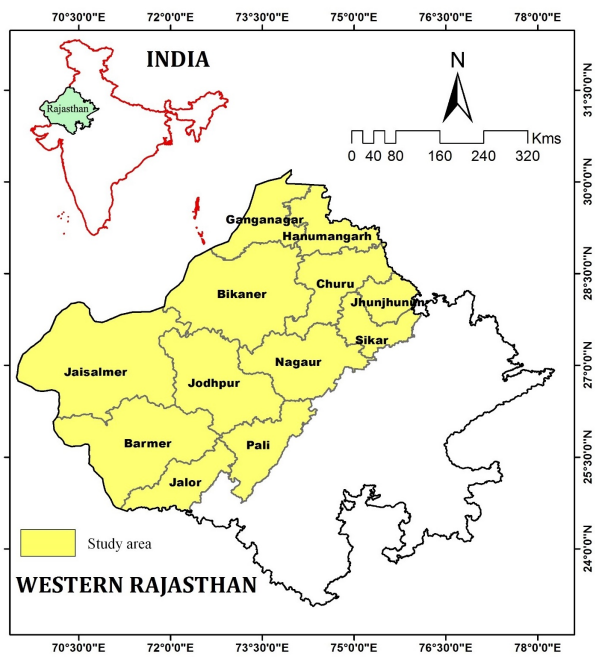 70°30'0"E 72°0'0"E 73°30'0"E 75°0'0"E 76°30'0"E 78°0'0"E
INDIA
Rajasthan
N
Kms
0 40 80 160 240 320
31°30'0"N
30°0'0"N
28°30'0"N
27°0'0"N
25°30'0"N
24°0'0"N
Ganganagar
Hanumangarh
Churu
Bikaner
Jhunjhunun
Sikar
Nagaur
Jaisalmer
Jodhpur
Barmer
Pali
Jalor
Study area
WESTERN RAJASTHAN
70°30'0"E 72°0'0"E 73°30'0"E 75°0'0"E 76°30'0"E 78°0'0"E